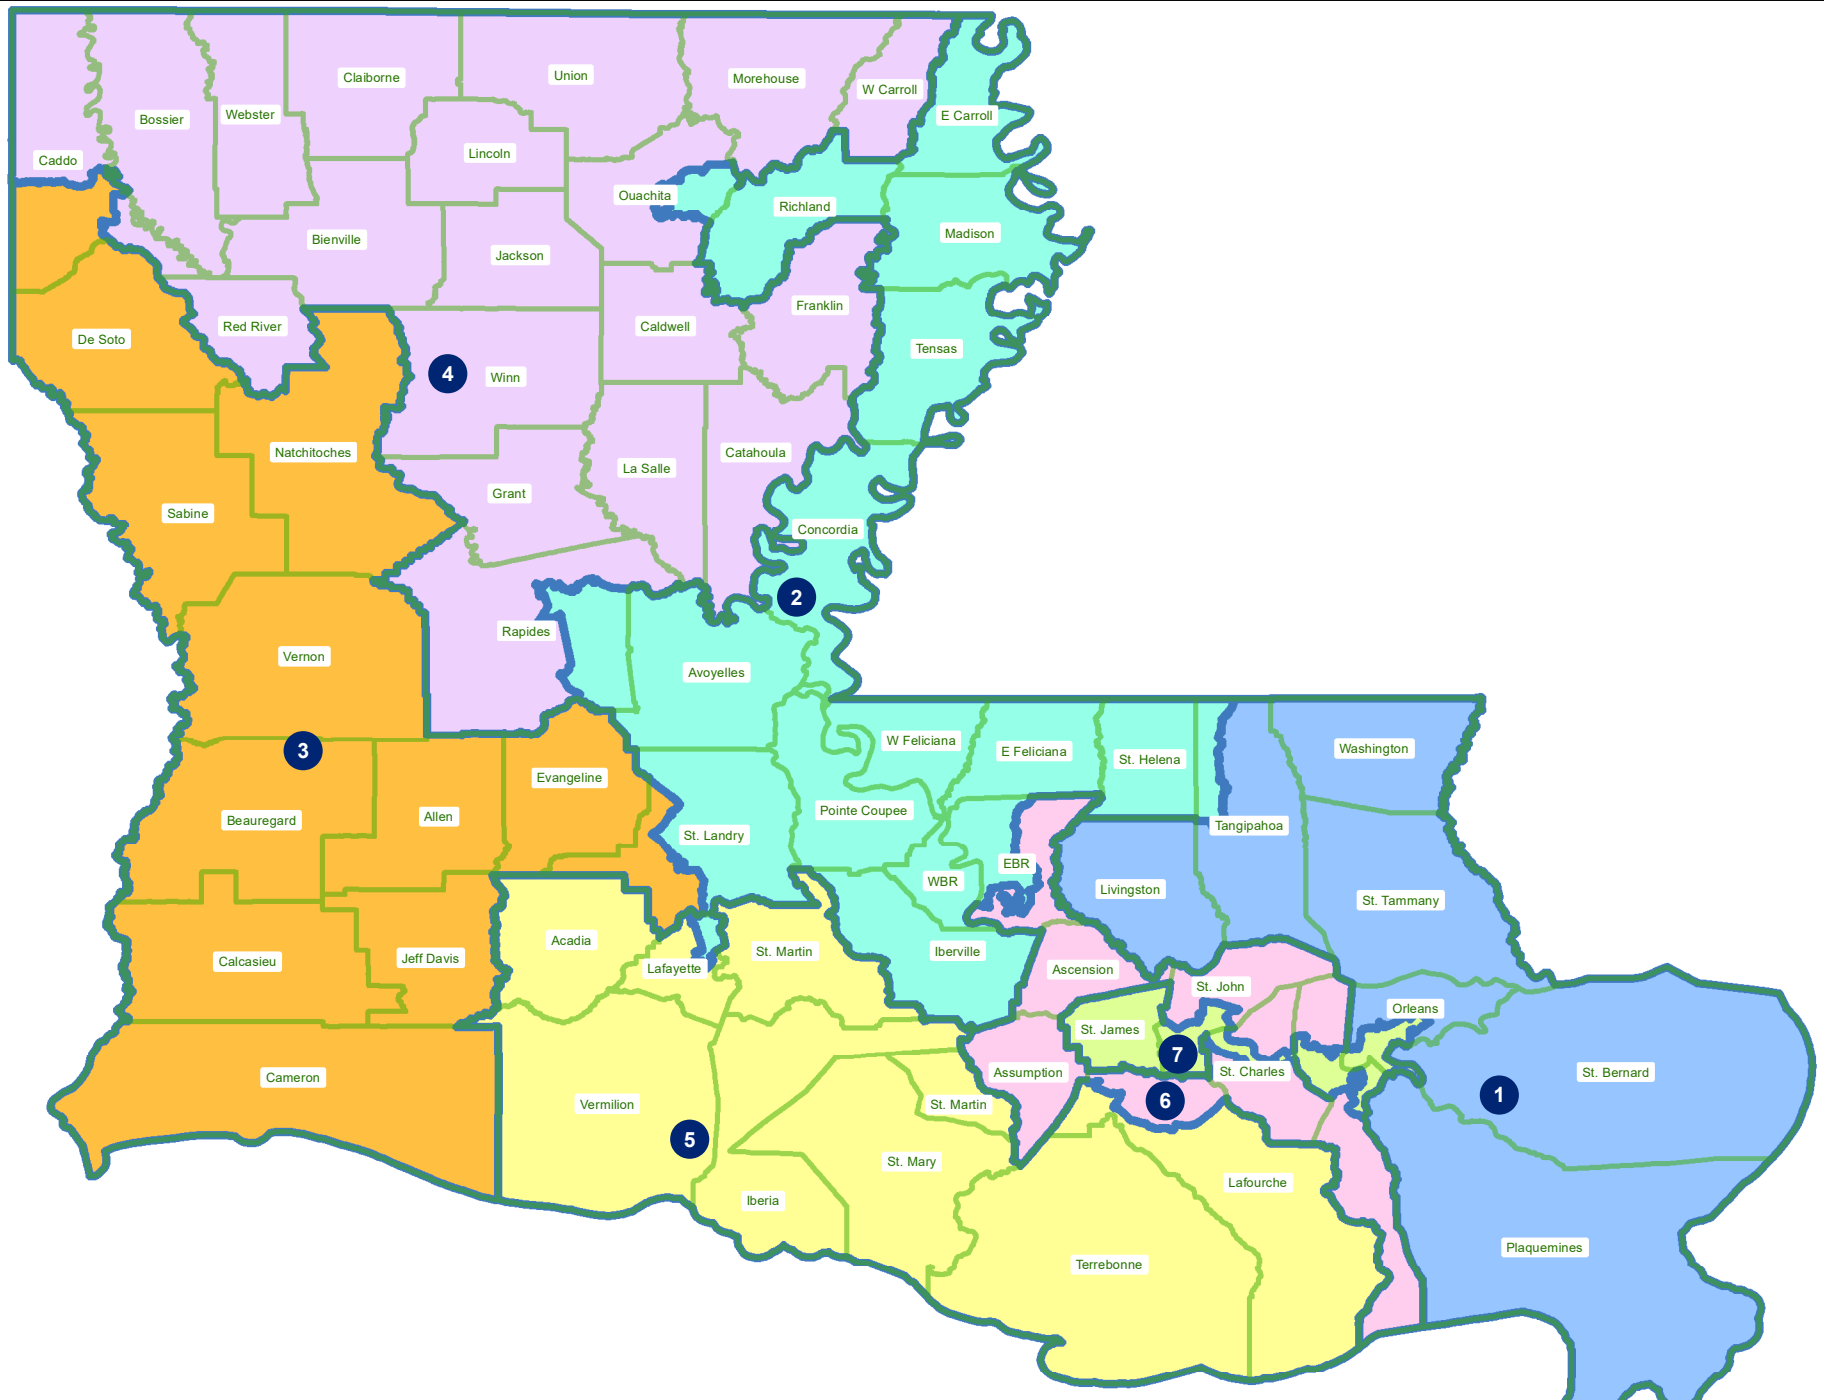 Claiborne
Union
Morehouse
W Carroll
Bossier
Webster
E Carroll
Caddo
Lincoln
Ouachita
Richland
Bienville
Jackson
Madison
Red River
Caldwell
Franklin
De Soto
4
Winn
Tensas
Natchitoches
La Salle
Catahoula
Grant
Sabine
Concordia
2
Rapides
Vernon
Avoyelles
3
W Feliciana
E Feliciana
St. Helena
Washington
Evangeline
Beauregard
Allen
St. Landry
Pointe Coupee
Tangipahoa
EBR
WBR
Livingston
St. Tammany
Acadia
St. Martin
Iberville
Calcasieu
Jeff Davis
Lafayette
Ascension
St. John
Orleans
St. James
7
Cameron
Assumption
St. Charles
St. Bernard
Vermilion
St. Martin
6
1
5
St. Mary
Iberia
Lafourche
Terrebonne
Plaquemines